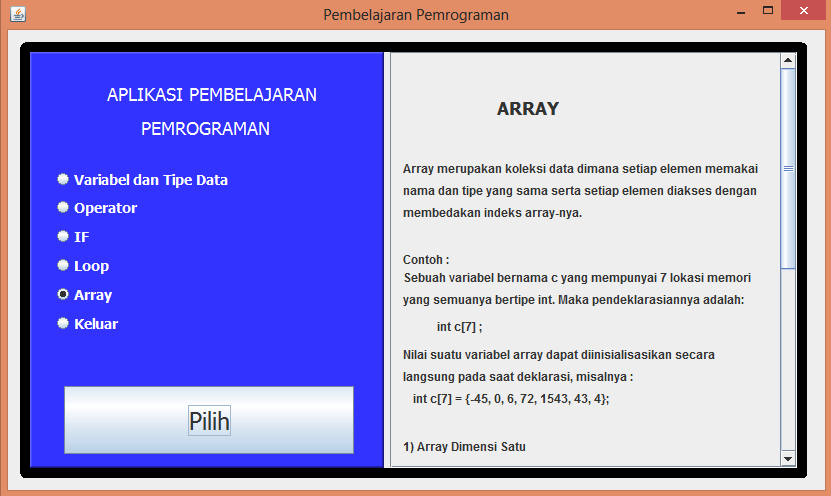 Pembelajaran Pemrograman
APLIKASI PEMBELAJARAN
PEMROGRAMAN
Variabel dan Tipe Data
Operator
IF
Loop
Array
Keluar
Pilih
ARRAY
Array merupakan koleksi data dimana setiap elemen memakai
nama dan tipe yang sama serta setiap elemen diakses dengan
membedakan indeks array-nya.
Contoh :
Sebuah variabel bernama c yang mempunyai 7 lokasi memori
yang semuanya bertipe int. Maka pendeklarasiannya adalah:
int c[7] ;
Nilai suatu variabel array dapat diinisialisasikan secara
langsung pada saat deklarasi, misalnya :
int c[7] = {-45, 0, 6, 72, 1543, 43, 4};
1) Array Dimensi Satu